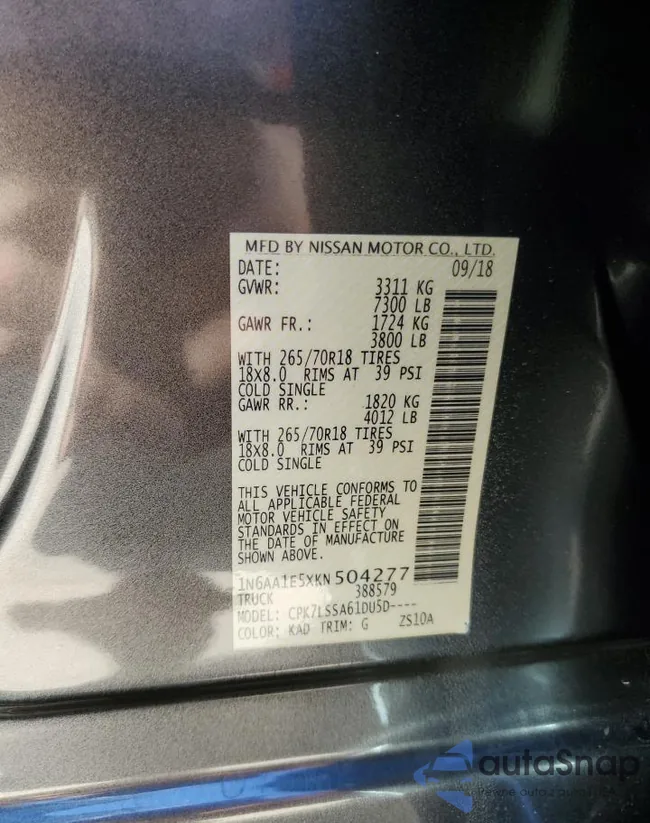 MFD BY NISSAN MOTOR CO., LTD.
DATE: 09/18
GVWR: 3311 KG
7300 LB
GAWR FR.: 1724 KG
3800 LB
WITH 265/70R18 TIRES
18X8.0 RIMS AT 39 PSI
COLD SINGLE
GAWR RR.: 1820 KG
4012 LB
WITH 265/70R18 TIRES
18X8.0 RIMS AT 39 PSI
COLD SINGLE
THIS VEHICLE CONFORMS TO
ALL APPLICABLE FEDERAL
MOTOR VEHICLE SAFETY
STANDARDS IN EFFECT ON
THE DATE OF MANUFACTURE
SHOWN ABOVE.
1N6AA1E5XKN504277
TRUCK 388579
MODEL: CPK7LSSA61DU5D----
COLOR: KAD TRIM: G ZS10A
autaSnap